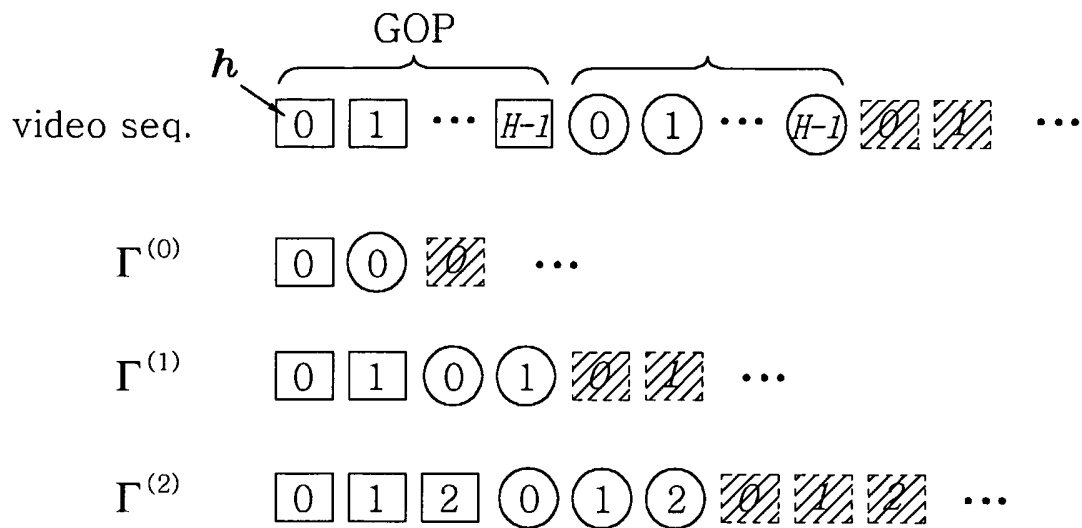 GOP
h
video seq. 0 1 ... H-1 0 1 ... H-1 0 1 ...
Γ(0) 0 0 0 ...
Γ(1) 0 1 0 1 0 1 ...
Γ(2) 0 1 2 0 1 2 0 1 2 ...